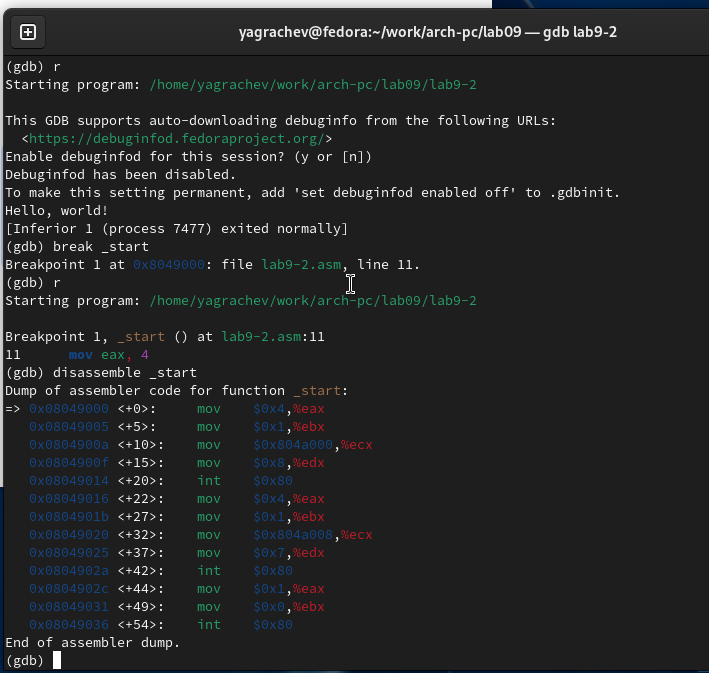 yagrachev@fedora:~/work/arch-pc/lab09 — gdb lab9-2
(gdb) r
Starting program: /home/yagrachev/work/arch-pc/lab09/lab9-2
This GDB supports auto-downloading debuginfo from the following URLs:
<https://debuginfod.fedoraproject.org/>
Enable debuginfod for this session? (y or [n])
Debuginfod has been disabled.
To make this setting permanent, add 'set debuginfod enabled off' to .gdbinit.
Hello, world!
[Inferior 1 (process 7477) exited normally]
(gdb) break _start
Breakpoint 1 at 0x8049000: file lab9-2.asm, line 11.
(gdb) r
Starting program: /home/yagrachev/work/arch-pc/lab09/lab9-2
Breakpoint 1, _start () at lab9-2.asm:11
11 mov eax, 4
(gdb) disassemble _start
Dump of assembler code for function _start:
=> 0x08049000 <+0>: mov $0x4,%eax
0x08049005 <+5>: mov $0x1,%ebx
0x0804900a <+10>: mov $0x804a000,%ecx
0x0804900f <+15>: mov $0x8,%edx
0x08049014 <+20>: int $0x80
0x08049016 <+22>: mov $0x4,%eax
0x0804901b <+27>: mov $0x1,%ebx
0x08049020 <+32>: mov $0x804a008,%ecx
0x08049025 <+37>: mov $0x7,%edx
0x0804902a <+42>: int $0x80
0x0804902c <+44>: mov $0x1,%eax
0x08049031 <+49>: mov $0x0,%ebx
0x08049036 <+54>: int $0x80
End of assembler dump.
(gdb)